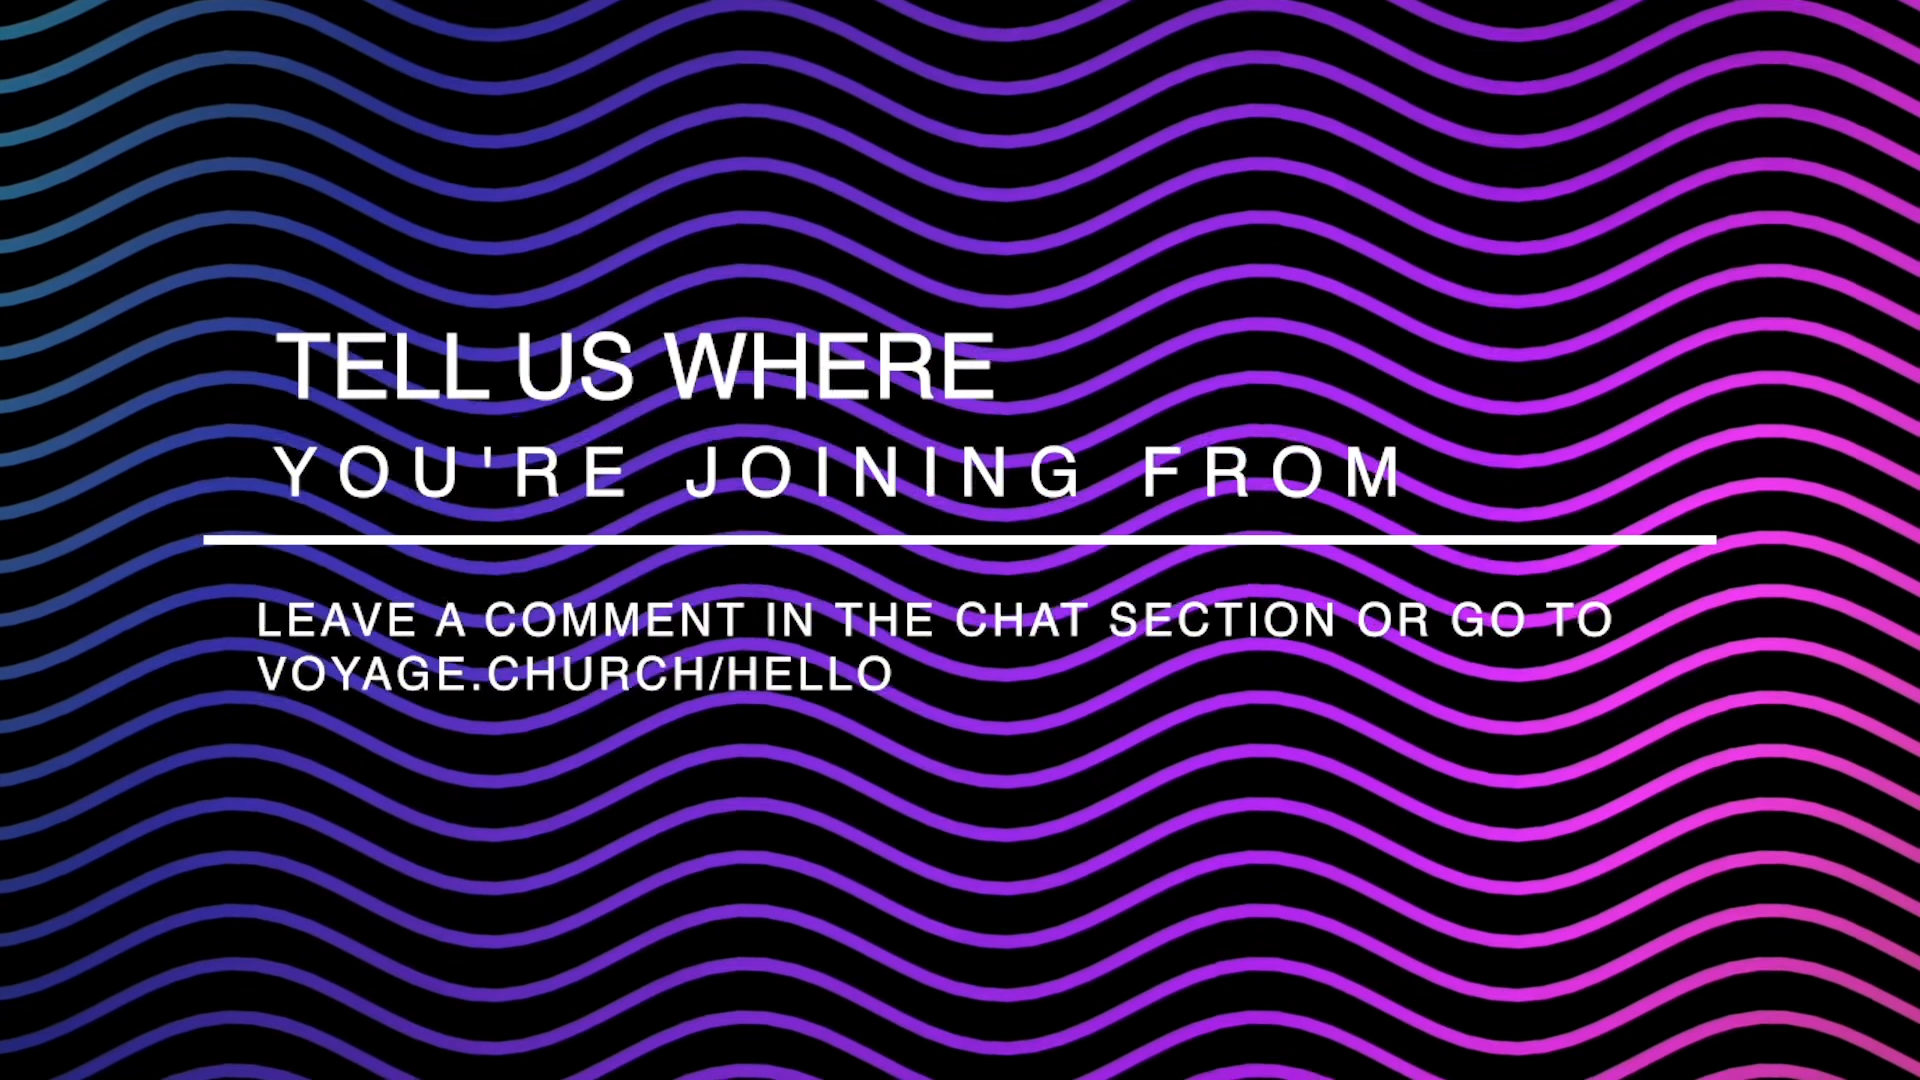 TELL US WHERE
YOU'RE JOINING FROM
LEAVE A COMMENT IN THE CHAT SECTION OR GO TO
VOYAGE.CHURCH/HELLO